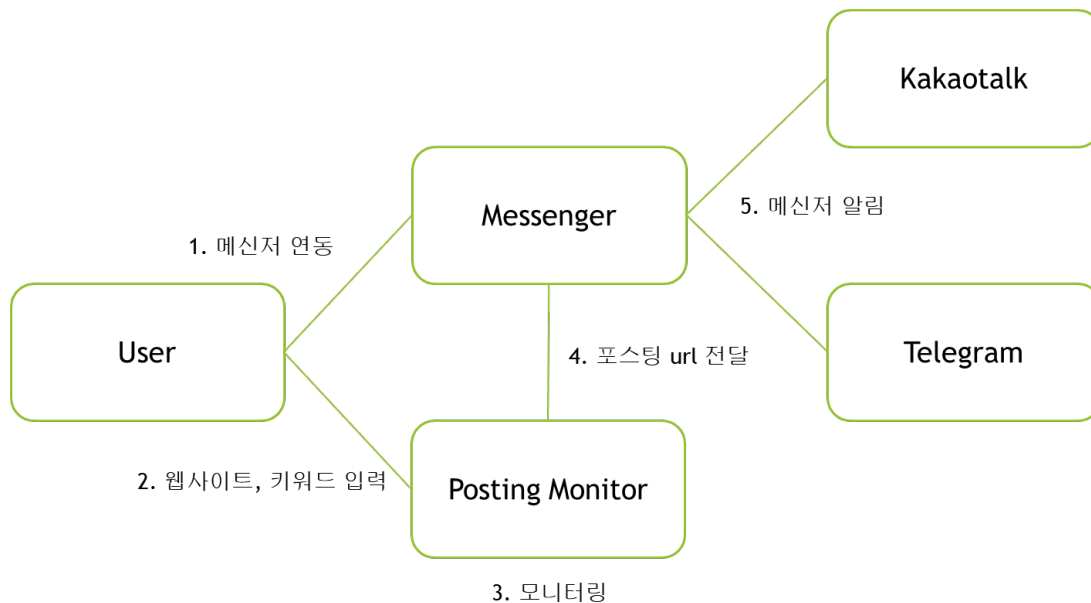 Kakaotalk
Messenger
5. 메신저 알림
1. 메신저 연동
User
4. 포스팅 url 전달
Telegram
2. 웹사이트, 키워드 입력
Posting Monitor
3. 모니터링